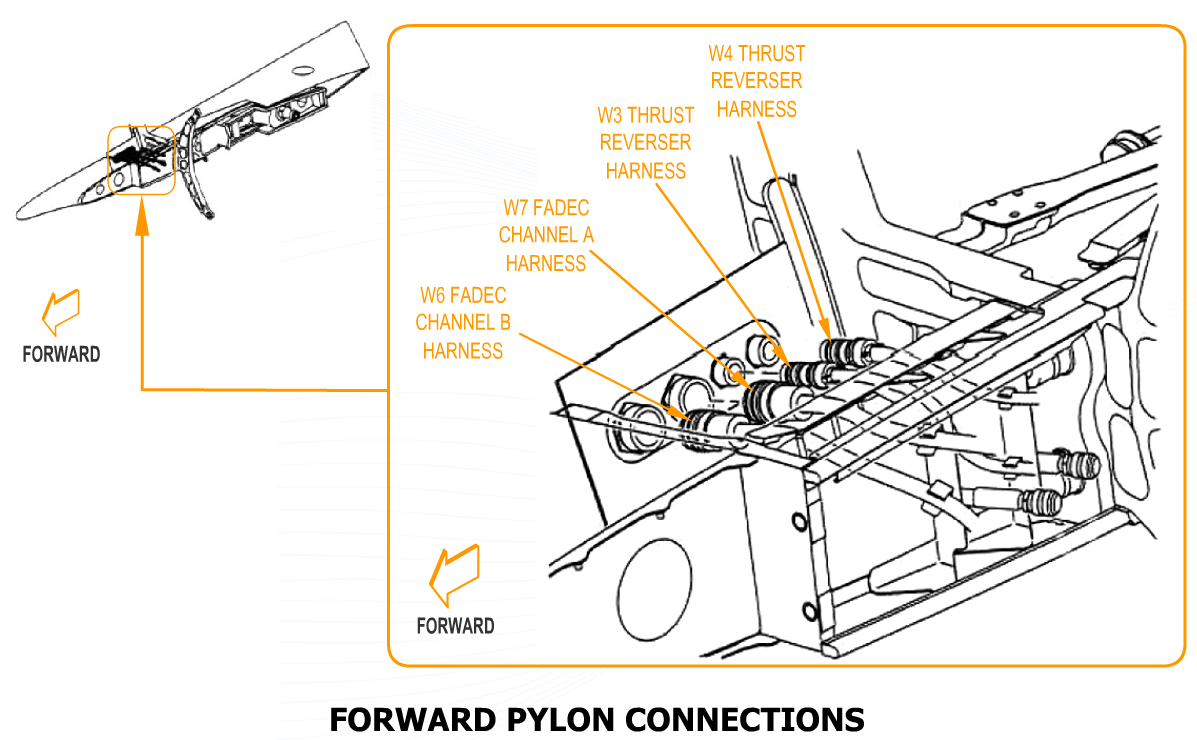 W4 THRUST
REVERSER
HARNESS
W3 THRUST
REVERSER
HARNESS
W7 FADEC
CHANNEL A
HARNESS
W6 FADEC
CHANNEL B
HARNESS
FORWARD
FORWARD
FORWARD PYLON CONNECTIONS